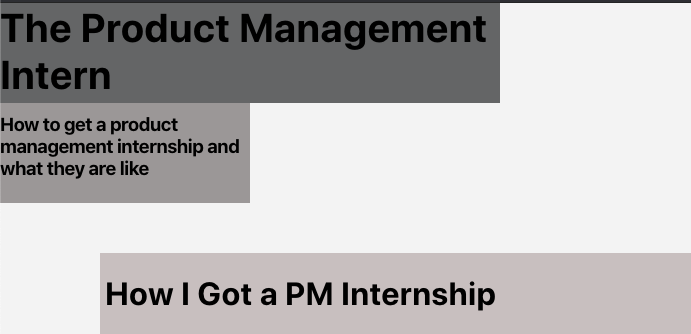 The Product Management
Intern
How to get a product
management internship and
what they are like
How I Got a PM Internship